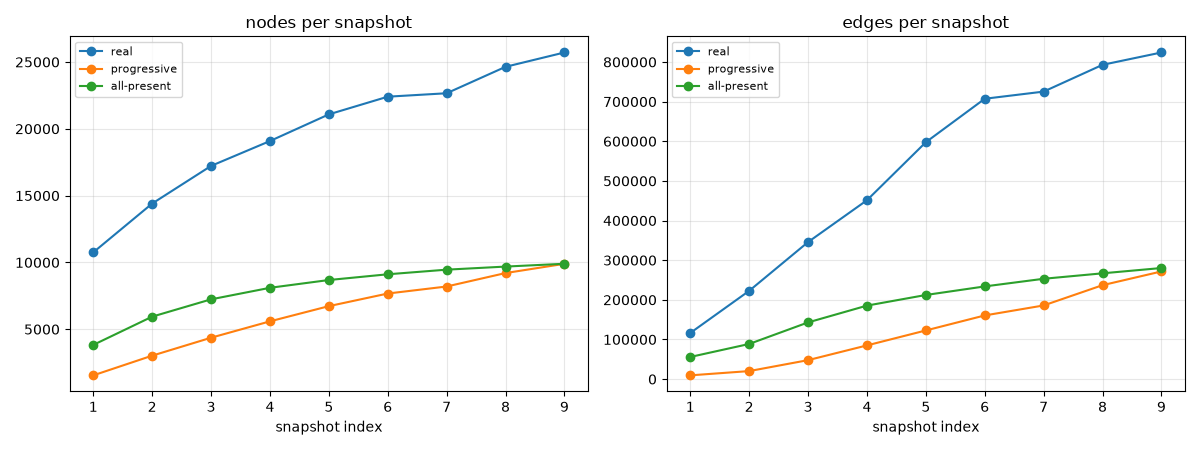 nodes per snapshot
real
progressive
all-present
25000
20000
15000
10000
5000
1 2 3 4 5 6 7 8 9
snapshot index
edges per snapshot
real
progressive
all-present
800000
700000
600000
500000
400000
300000
200000
100000
0
1 2 3 4 5 6 7 8 9
snapshot index